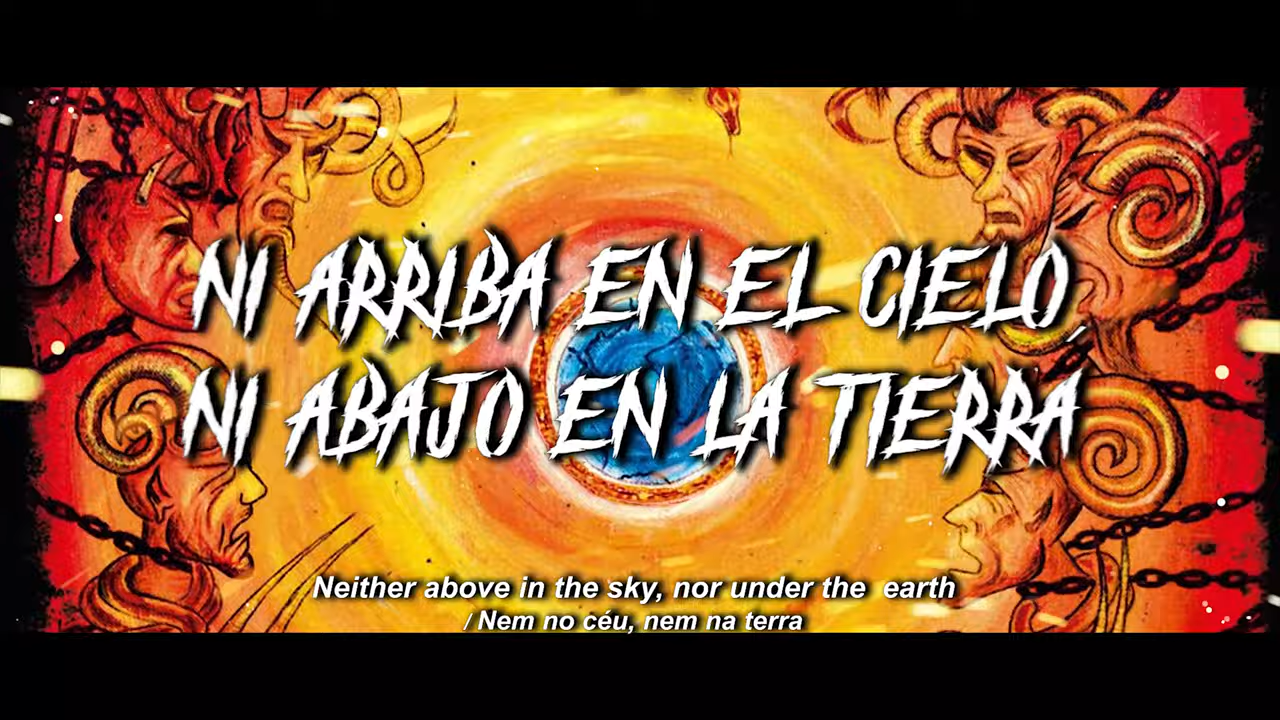 NI ARRIBA EN EL CIELO,
NI ABAJO EN LA TIERRA
Neither above in the sky, nor under the  earth
/ Nem no céu, nem na terra